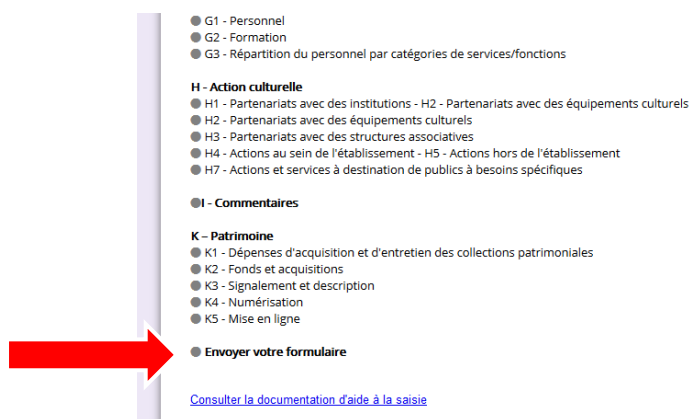 G1 - Personnel
G2 - Formation
G3 - Répartition du personnel par catégories de services/fonctions
H - Action culturelle
H1 - Partenariats avec des institutions - H2 - Partenariats avec des équipements culturels
H2 - Partenariats avec des équipements culturels
H3 - Partenariats avec des structures associatives
H4 - Actions au sein de l'établissement - H5 - Actions hors de l'établissement
H7 - Actions et services à destination de publics à besoins spécifiques
I - Commentaires
K – Patrimoine
K1 - Dépenses d'acquisition et d'entretien des collections patrimoniales
K2 - Fonds et acquisitions
K3 - Signalement et description
K4 - Numérisation
K5 - Mise en ligne
Envoyer votre formulaire
Consulter la documentation d'aide à la saisie